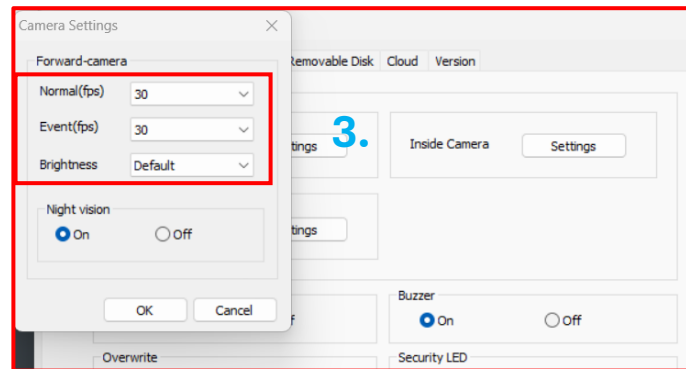 Camera Settings
Forward-camera
Normal(fps) 30
Event(fps) 30
Brightness Default
Night vision
On Off
OK Cancel
Removable Disk Cloud Version
3.
Inside Camera Settings
Buzzer
On Off
Overwrite
Security LED